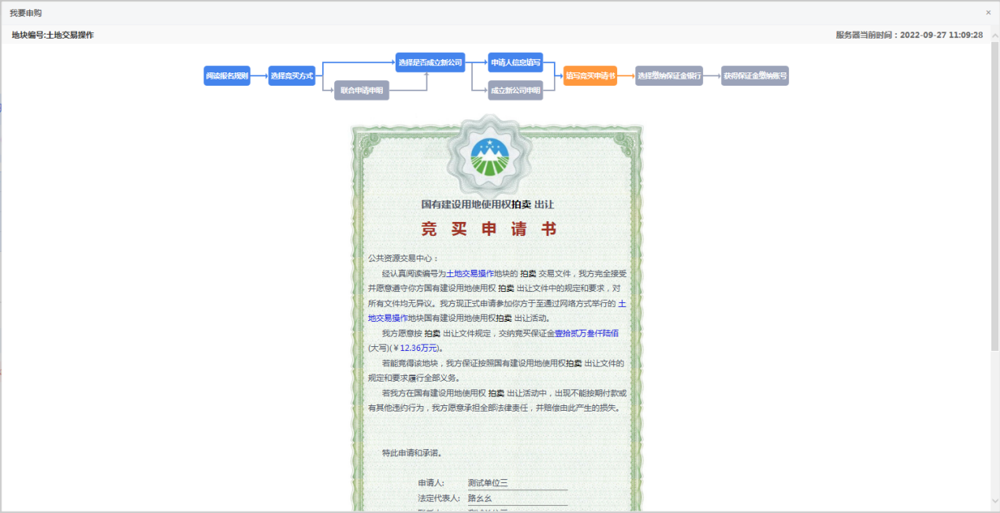 我要申购
×
地块编号:土地交易操作
服务器当前时间：2022-09-27 11:09:28
选择是否成立新公司
申请人信息填写
阅读报名规则
选择竞买方式
填写竞买申请书
选择缴纳保证金银行
获得保证金缴纳账号
联合申请申明
成立新公司申明
国有建设用地使用权拍卖 出让
竞 买 申 请 书
公共资源交易中心：
经认真阅读编号为土地交易操作地块的 拍卖 交易文件，我方完全接受
并愿意遵守你方国有建设用地使用权 拍卖 出让文件中的规定和要求，对
所有文件均无异议。我方现正式申请参加你方于至通过网络方式举行的 土
地交易操作地块国有建设用地使用权拍卖 出让活动。
我方愿意按 拍卖 出让文件规定，交纳竞买保证金壹拾贰万叁仟陆佰
(大写)(￥12.36万元)。
若能竞得该地块，我方保证按照国有建设用地使用权拍卖 出让文件的
规定和要求履行全部义务。
若我方在国有建设用地使用权 拍卖 出让活动中，出现不能按期付款或
有其他违约行为，我方愿意承担全部法律责任，并赔偿由此产生的损失。
特此申请和承诺。
申请人: 测试单位三
法定代表人: 路幺幺